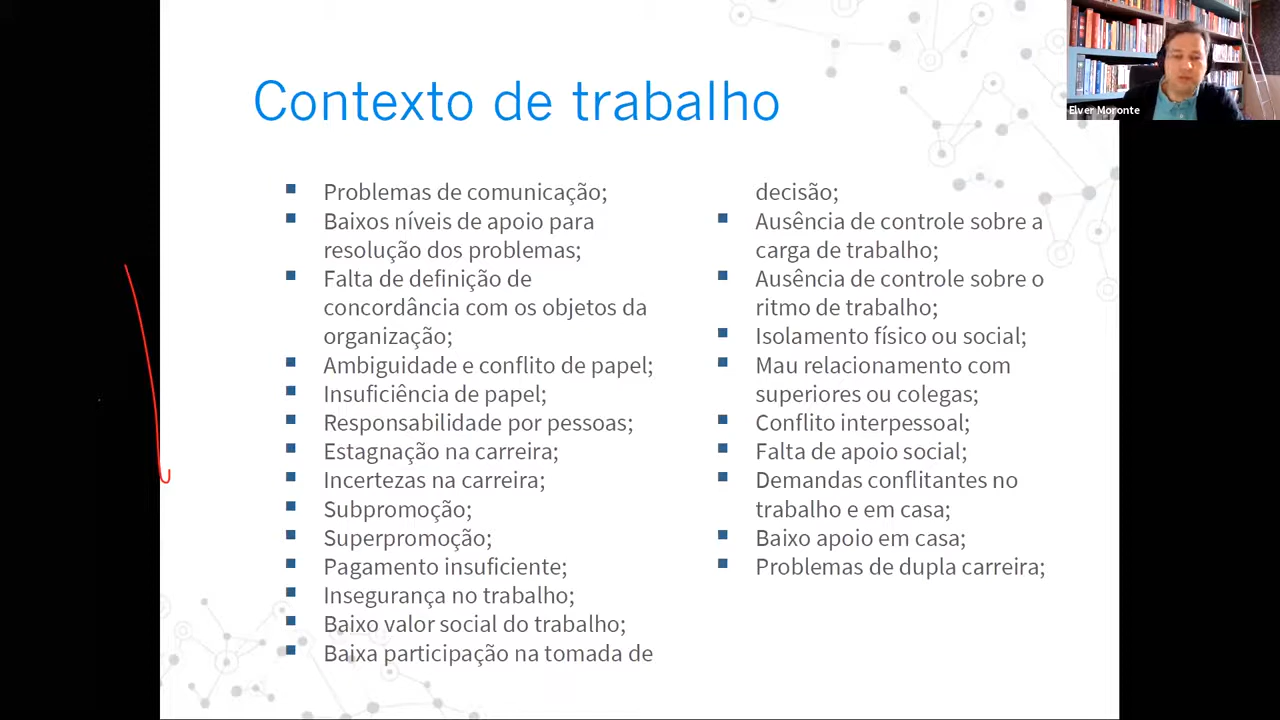 Contexto de trabalho
Elver Moronte
Problemas de comunicação;
Baixos níveis de apoio para
resolução dos problemas;
Falta de definição de
concordância com os objetos da
organização;
Ambiguidade e conflito de papel;
Insuficiência de papel;
Responsabilidade por pessoas;
Estagnação na carreira;
Incertezas na carreira;
Subpromoção;
Superpromoção;
Pagamento insuficiente;
Insegurança no trabalho;
Baixo valor social do trabalho;
Baixa participação na tomada de
decisão;
Ausência de controle sobre a
carga de trabalho;
Ausência de controle sobre o
ritmo de trabalho;
Isolamento físico ou social;
Mau relacionamento com
superiores ou colegas;
Conflito interpessoal;
Falta de apoio social;
Demandas conflitantes no
trabalho e em casa;
Baixo apoio em casa;
Problemas de dupla carreira;